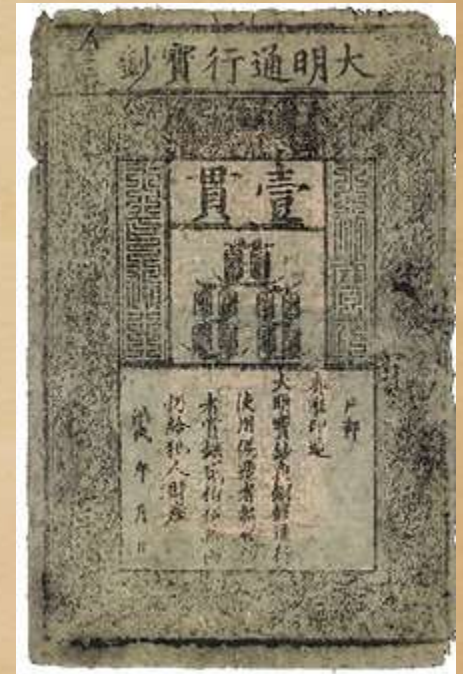 大明通行寶鈔
壹貫
戶部
奏准印造
大明寶鈔與銅錢通行
使用偽造者斬告捕
者賞銀貳伯伍拾兩
仍給犯人財產
洪武 年 月 日